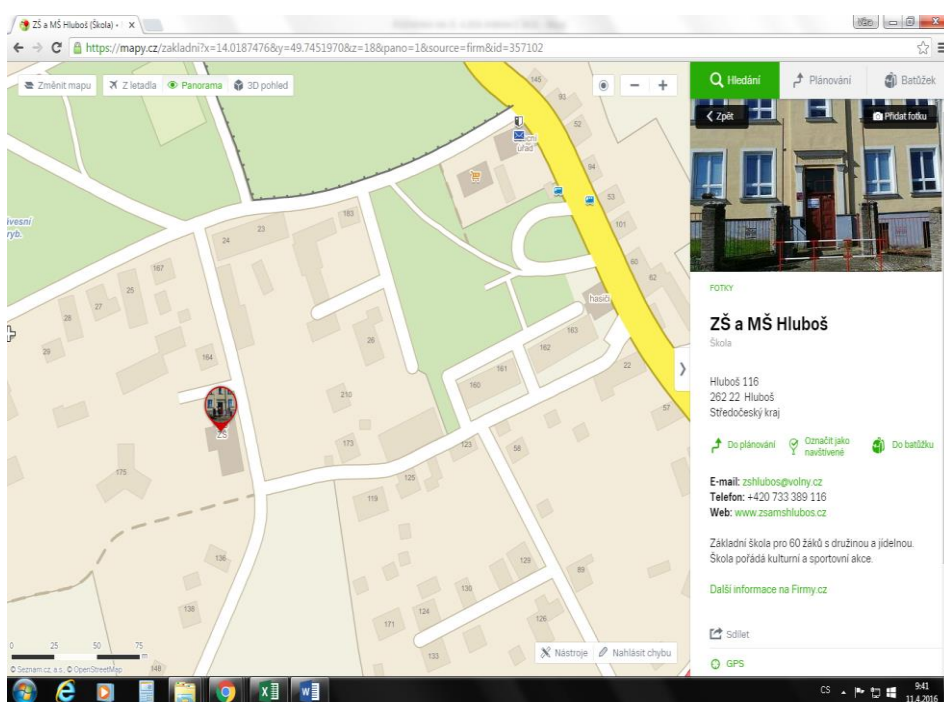 ZŠ a MŠ Hluboš (Škola) -
https://mapy.cz/zakladni?x=14.0187476&y=49.7451970&z=18&pano=1&source=firm&id=357102
Změnit mapu
Z letadla
Panorama
3D pohled
Hledání
Plánování
Batůžek
Zpět
Přidat fotku
145
93
52
úřad
94
53
101
60
62
hasiči
163
162
161
160
22
57
183
23
24
167
25
27
28
29
26
184
210
ZŠ
175
173
123
58
125
119
136
138
148
129
89
130
124
171
126
133
ryb.
FOTKY
ZŠ a MŠ Hluboš
Škola
Hluboš 116
262 22 Hluboš
Středočeský kraj
Do plánování
Označit jako
navštívené
Do batůžku
E-mail: zshlubos@volny.cz
Telefon: +420 733 389 116
Web: www.zsamshlubos.cz
Základní škola pro 60 žáků s družinou a jídelnou.
Škola pořádá kulturní a sportovní akce.
Další informace na Firmy.cz
Sdílet
GPS
0 25 50 75
m
© Seznam.cz, a.s., © OpenStreetMap
Nástroje
Nahlásit chybu
CS
9:41
11.4.2016